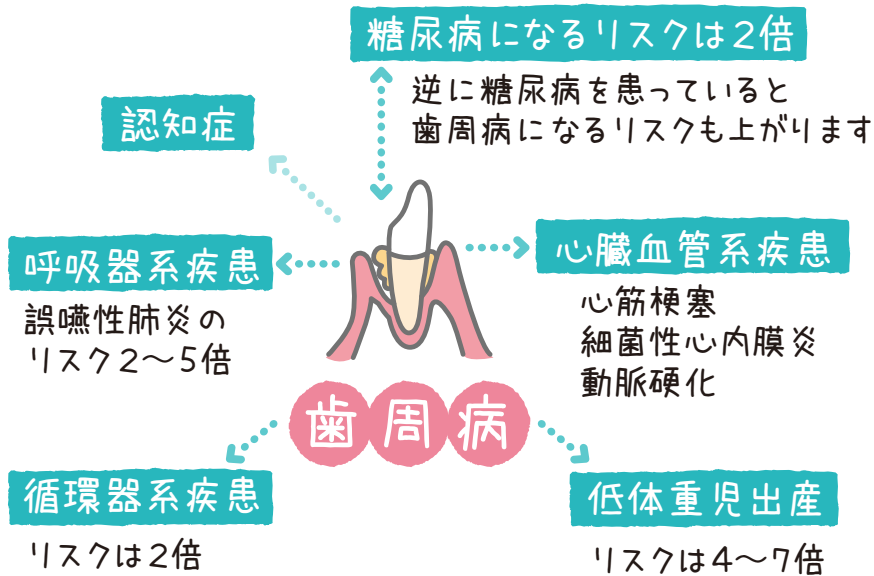 糖尿病になるリスクは2倍
逆に糖尿病を患っていると
歯周病になるリスクも上がります
認知症
呼吸器系疾患
誤嚥性肺炎の
リスク2〜5倍
心臓血管系疾患
心筋梗塞
細菌性心内膜炎
動脈硬化
歯周病
循環器系疾患
リスクは2倍
低体重児出産
リスクは4〜7倍